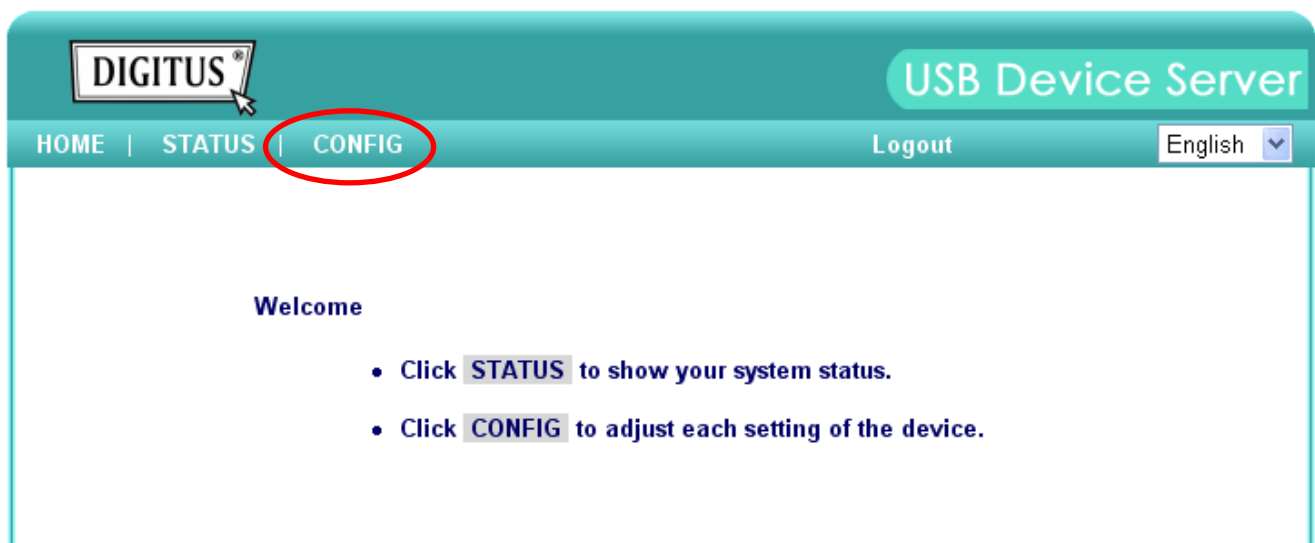 DIGITUS®
USB Device Server
HOME | STATUS | CONFIG Logout English
Welcome
• Click STATUS to show your system status.
• Click CONFIG to adjust each setting of the device.